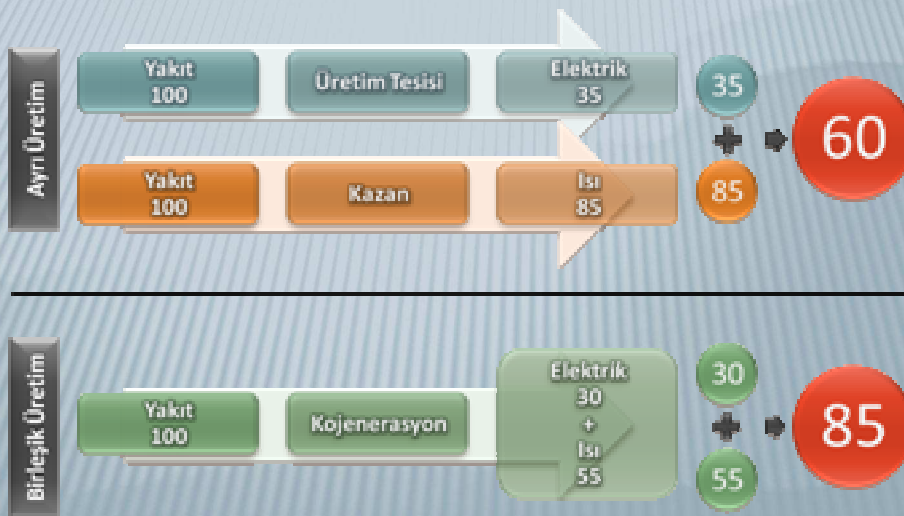 Ayrı Üretim
Yakıt
100
Üretim Tesisi
Elektrik
35
35
+
60
Yakıt
100
Kazan
Isı
85
85
Birleşik Üretim
Yakıt
100
Kojenerasyon
Elektrik
30
+
Isı
55
30
+
55
85